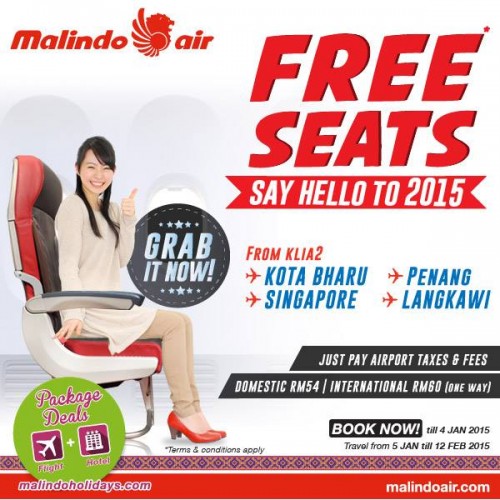 Malindo air
FREE*
SEATS
SAY HELLO TO 2015
GRAB
IT NOW!
FROM KLIA2
KOTA BHARU
PENANG
SINGAPORE
LANGKAWI
JUST PAY AIRPORT TAXES & FEES
DOMESTIC RM54 | INTERNATIONAL RM60 (ONE WAY)
Package
Deals
Flight + Hotel
*Terms & conditions apply
BOOK NOW! till 4 JAN 2015
Travel from 5 JAN till 12 FEB 2015
malindoholidays.com
malindoair.com